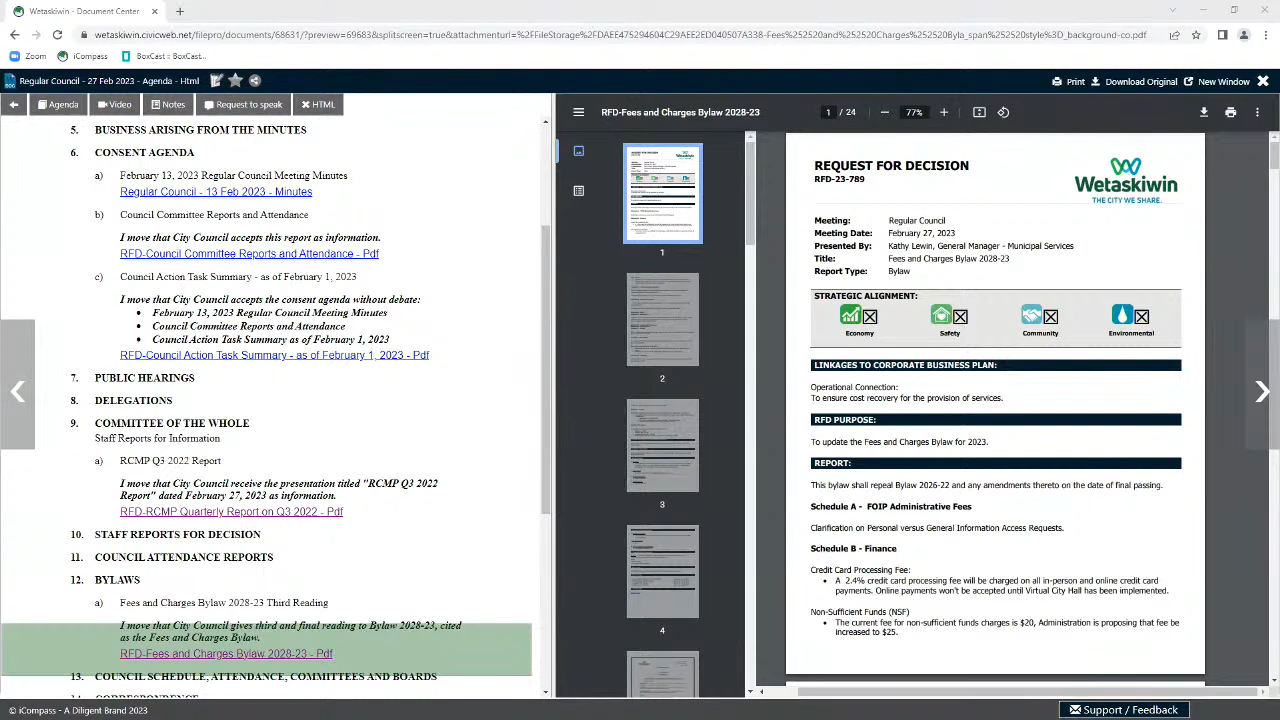 Wetaskiwin - Document Center
wetaskiwin.civicweb.net/filepro/documents/68631/?preview=69683&splitscreen=true&attachmenturl=%2FFileStorage%2FDAEE475294604C29AEE2ED040507A338-Fees%252520and%252520Charges%252520Byla_span%252520style%3D_background-co.pdf
Zoom iCompass BoxCast :: BoxCast...
Regular Council - 27 Feb 2023 - Agenda - Html
Print Download Original New Window
Agenda Video Notes Request to speak HTML
5. BUSINESS ARISING FROM THE MINUTES
6. CONSENT AGENDA
a) February 13, 2023 Regular Council Meeting Minutes
Regular Council - 13 Feb 2023 - Minutes
b) Council Committee Reports and Attendance
I move that City Council accepts this report as information.
RFD-Council Committee Reports and Attendance - Pdf
c) Council Action Task Summary - as of February 1, 2023
I move that City Council accepts the consent agenda without debate:
• February 13, 2023 Regular Council Meeting Minutes
• Council Committee Reports and Attendance
• Council Action Task Summary as of February 1, 2023
RFD-Council Action Task Summary - as of February 1, 2023 - Pdf
7. PUBLIC HEARINGS
8. DELEGATIONS
9. COMMITTEE OF THE WHOLE
9.1 Reports for Information
a) RCMP Q3 2022 Report
I move that City Council receive the presentation titled "RCMP Q3 2022
Report" dated February 27, 2023 as information.
RFD-RCMP Quarterly Report on Q3 2022 - Pdf
10. STAFF REPORTS FOR DECISION
11. COUNCIL ATTENDANCE REPORTS
12. BYLAWS
a) Fees and Charges Bylaw 2028-23 Third Reading
I move that City Council gives third and final reading to Bylaw 2028-23, cited
as the Fees and Charges Bylaw.
RFD-Fees and Charges Bylaw 2028-23 - Pdf
13. COUNCIL SCHEDULE, ATTENDANCE, COMMITTEES AND BOARDS
14. CORRESPONDENCE
RFD-Fees and Charges Bylaw 2028-23
1 / 24
77%
1
2
3
4
REQUEST FOR DECISION
RFD-23-789
Wetaskiwin
THE CITY WE SHARE.
Meeting: Regular Council
Meeting Date: February 27, 2023
Presented By: Kathy Lewin, General Manager - Municipal Services
Title: Fees and Charges Bylaw 2028-23
Report Type: Bylaw
STRATEGIC ALIGNMENT:
Economy Safety Community Environmental
LINKAGES TO CORPORATE BUSINESS PLAN:
Operational Connection:
To ensure cost recovery for the provision of services.
RFD PURPOSE:
To update the Fees and Charges Bylaw for 2023.
REPORT:
This bylaw shall repeal Bylaw 2026-22 and any amendments thereto on the date of final passing.
Schedule A - FOIP Administrative Fees
Clarification on Personal versus General Information Access Requests.
Schedule B - Finance
Credit Card Processing Fee:
• A 2.4% credit card processing fee will be charged on all in-person and online credit card
payments. Online payments won't be accepted until Virtual City Hall has been implemented.
Non-Sufficient Funds (NSF)
• The current fee for non-sufficient funds charges is $20, Administration is proposing that fee be
increased to $25.
© iCompass - A Diligent Brand 2023
Support / Feedback